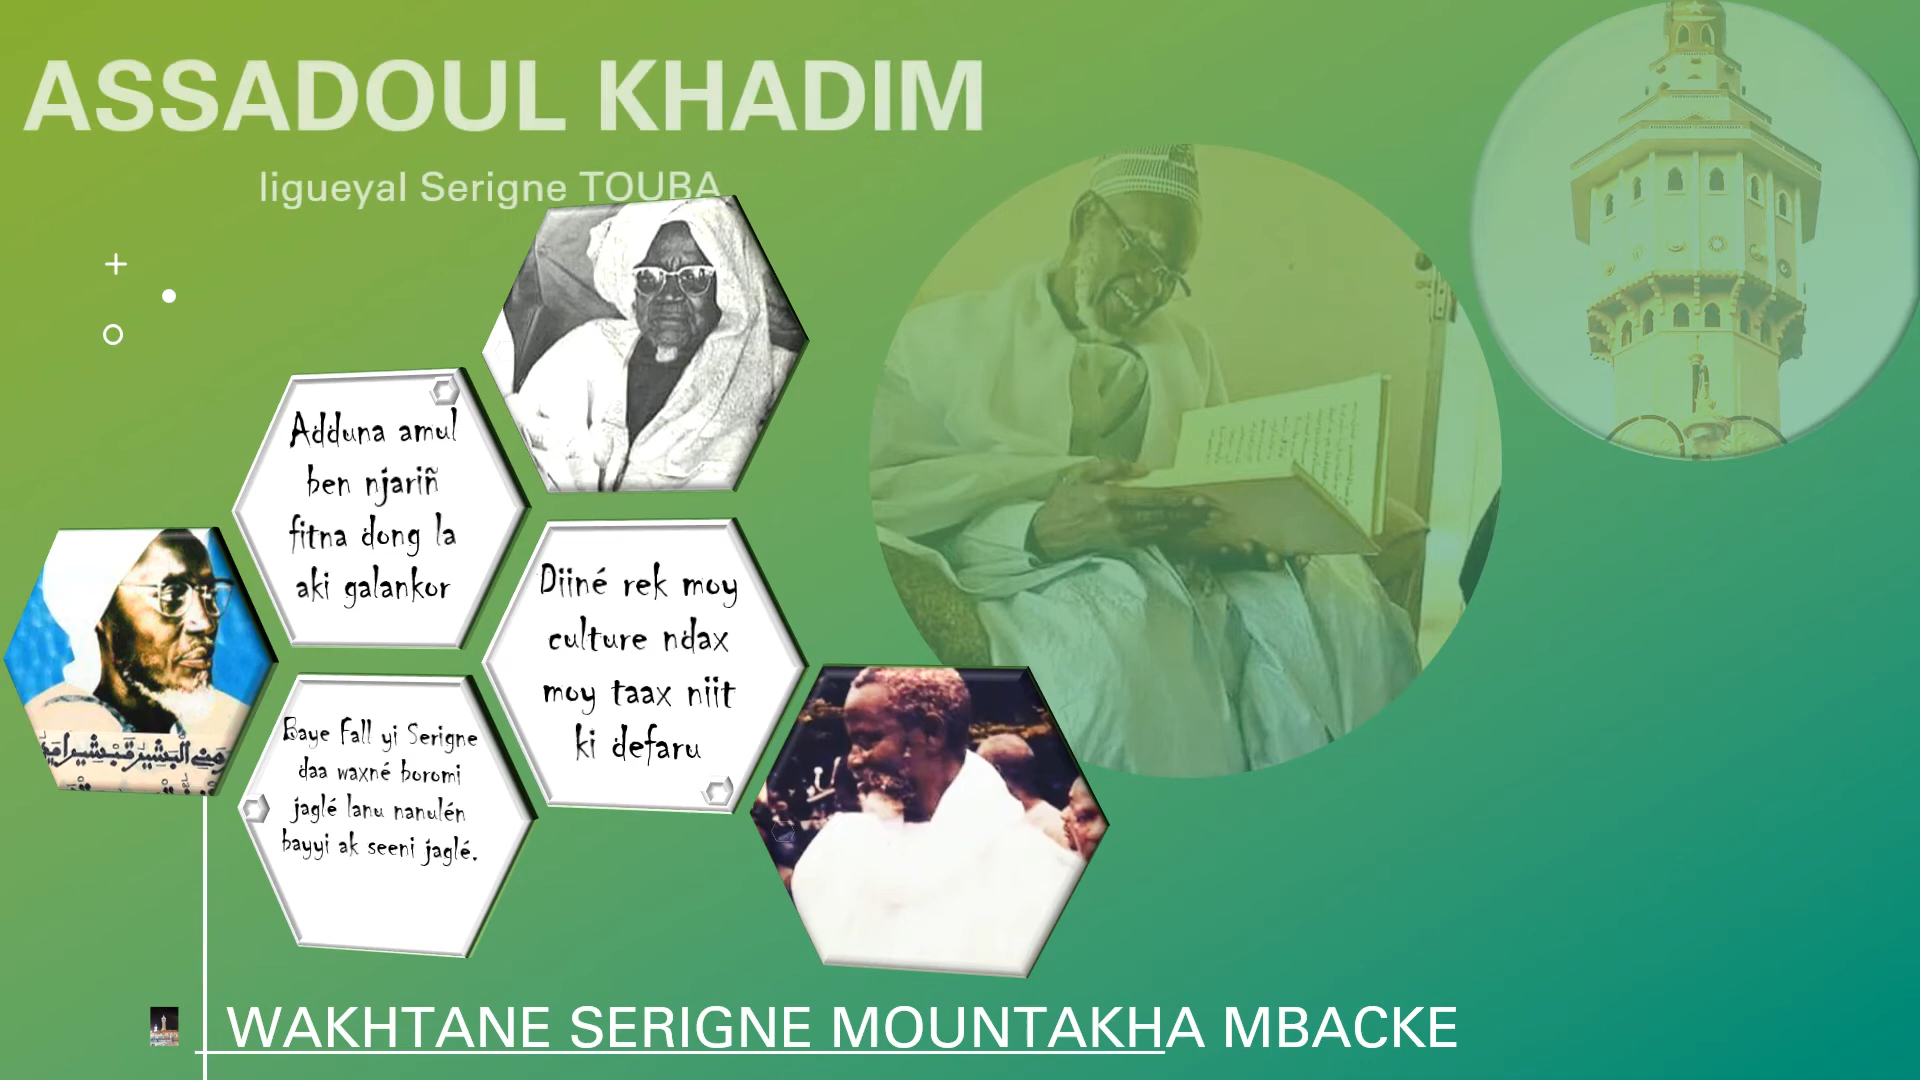 ASSADOUL KHADIM
ligueyal Serigne TOUBA
Adduna amul
ben njariñ
fitna dong la
aki galankor
Diiné rek moy
culture ndax
moy taax niit
ki defaru
Baye Fall yi Serigne
daa waxné boromi
jaglé lanu nanulén
bayyi ak seeni jaglé.
WAKHTANE SERIGNE MOUNTAKHA MBACKE